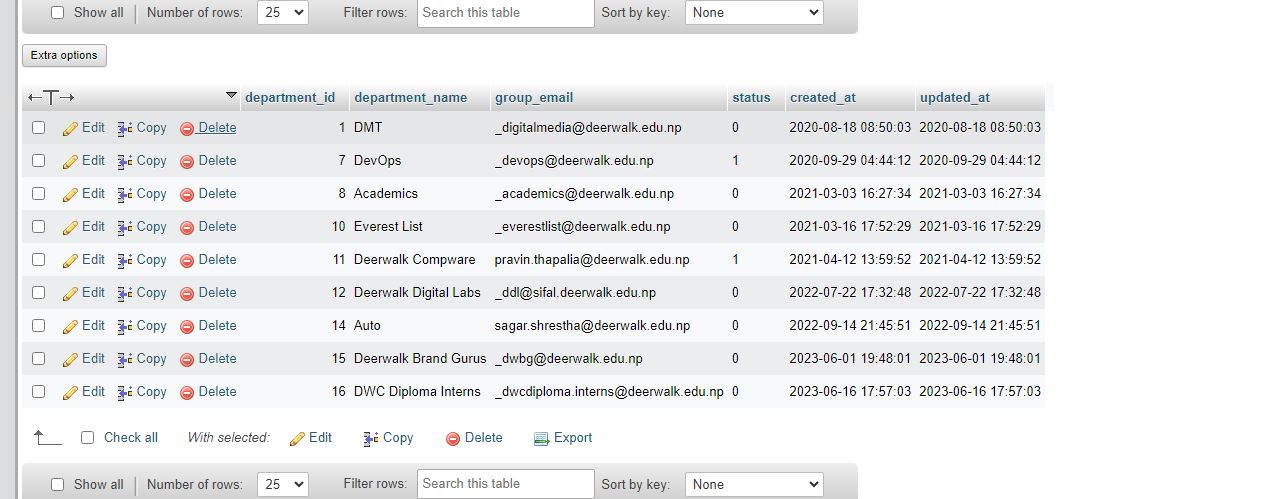 Show all Number of rows: 25 Filter rows: Search this table Sort by key: None
Extra options
←T→ department_id department_name group_email status created_at updated_at
Edit Copy Delete 1 DMT _digitalmedia@deerwalk.edu.np 0 2020-08-18 08:50:03 2020-08-18 08:50:03
Edit Copy Delete 7 DevOps _devops@deerwalk.edu.np 1 2020-09-29 04:44:12 2020-09-29 04:44:12
Edit Copy Delete 8 Academics _academics@deerwalk.edu.np 0 2021-03-03 16:27:34 2021-03-03 16:27:34
Edit Copy Delete 10 Everest List _everestlist@deerwalk.edu.np 0 2021-03-16 17:52:29 2021-03-16 17:52:29
Edit Copy Delete 11 Deerwalk Compware pravin.thapalia@deerwalk.edu.np 1 2021-04-12 13:59:52 2021-04-12 13:59:52
Edit Copy Delete 12 Deerwalk Digital Labs _ddl@sifal.deerwalk.edu.np 0 2022-07-22 17:32:48 2022-07-22 17:32:48
Edit Copy Delete 14 Auto sagar.shrestha@deerwalk.edu.np 0 2022-09-14 21:45:51 2022-09-14 21:45:51
Edit Copy Delete 15 Deerwalk Brand Gurus _dwbg@deerwalk.edu.np 0 2023-06-01 19:48:01 2023-06-01 19:48:01
Edit Copy Delete 16 DWC Diploma Interns _dwcdiploma.interns@deerwalk.edu.np 0 2023-06-16 17:57:03 2023-06-16 17:57:03
Check all With selected: Edit Copy Delete Export
Show all Number of rows: 25 Filter rows: Search this table Sort by key: None